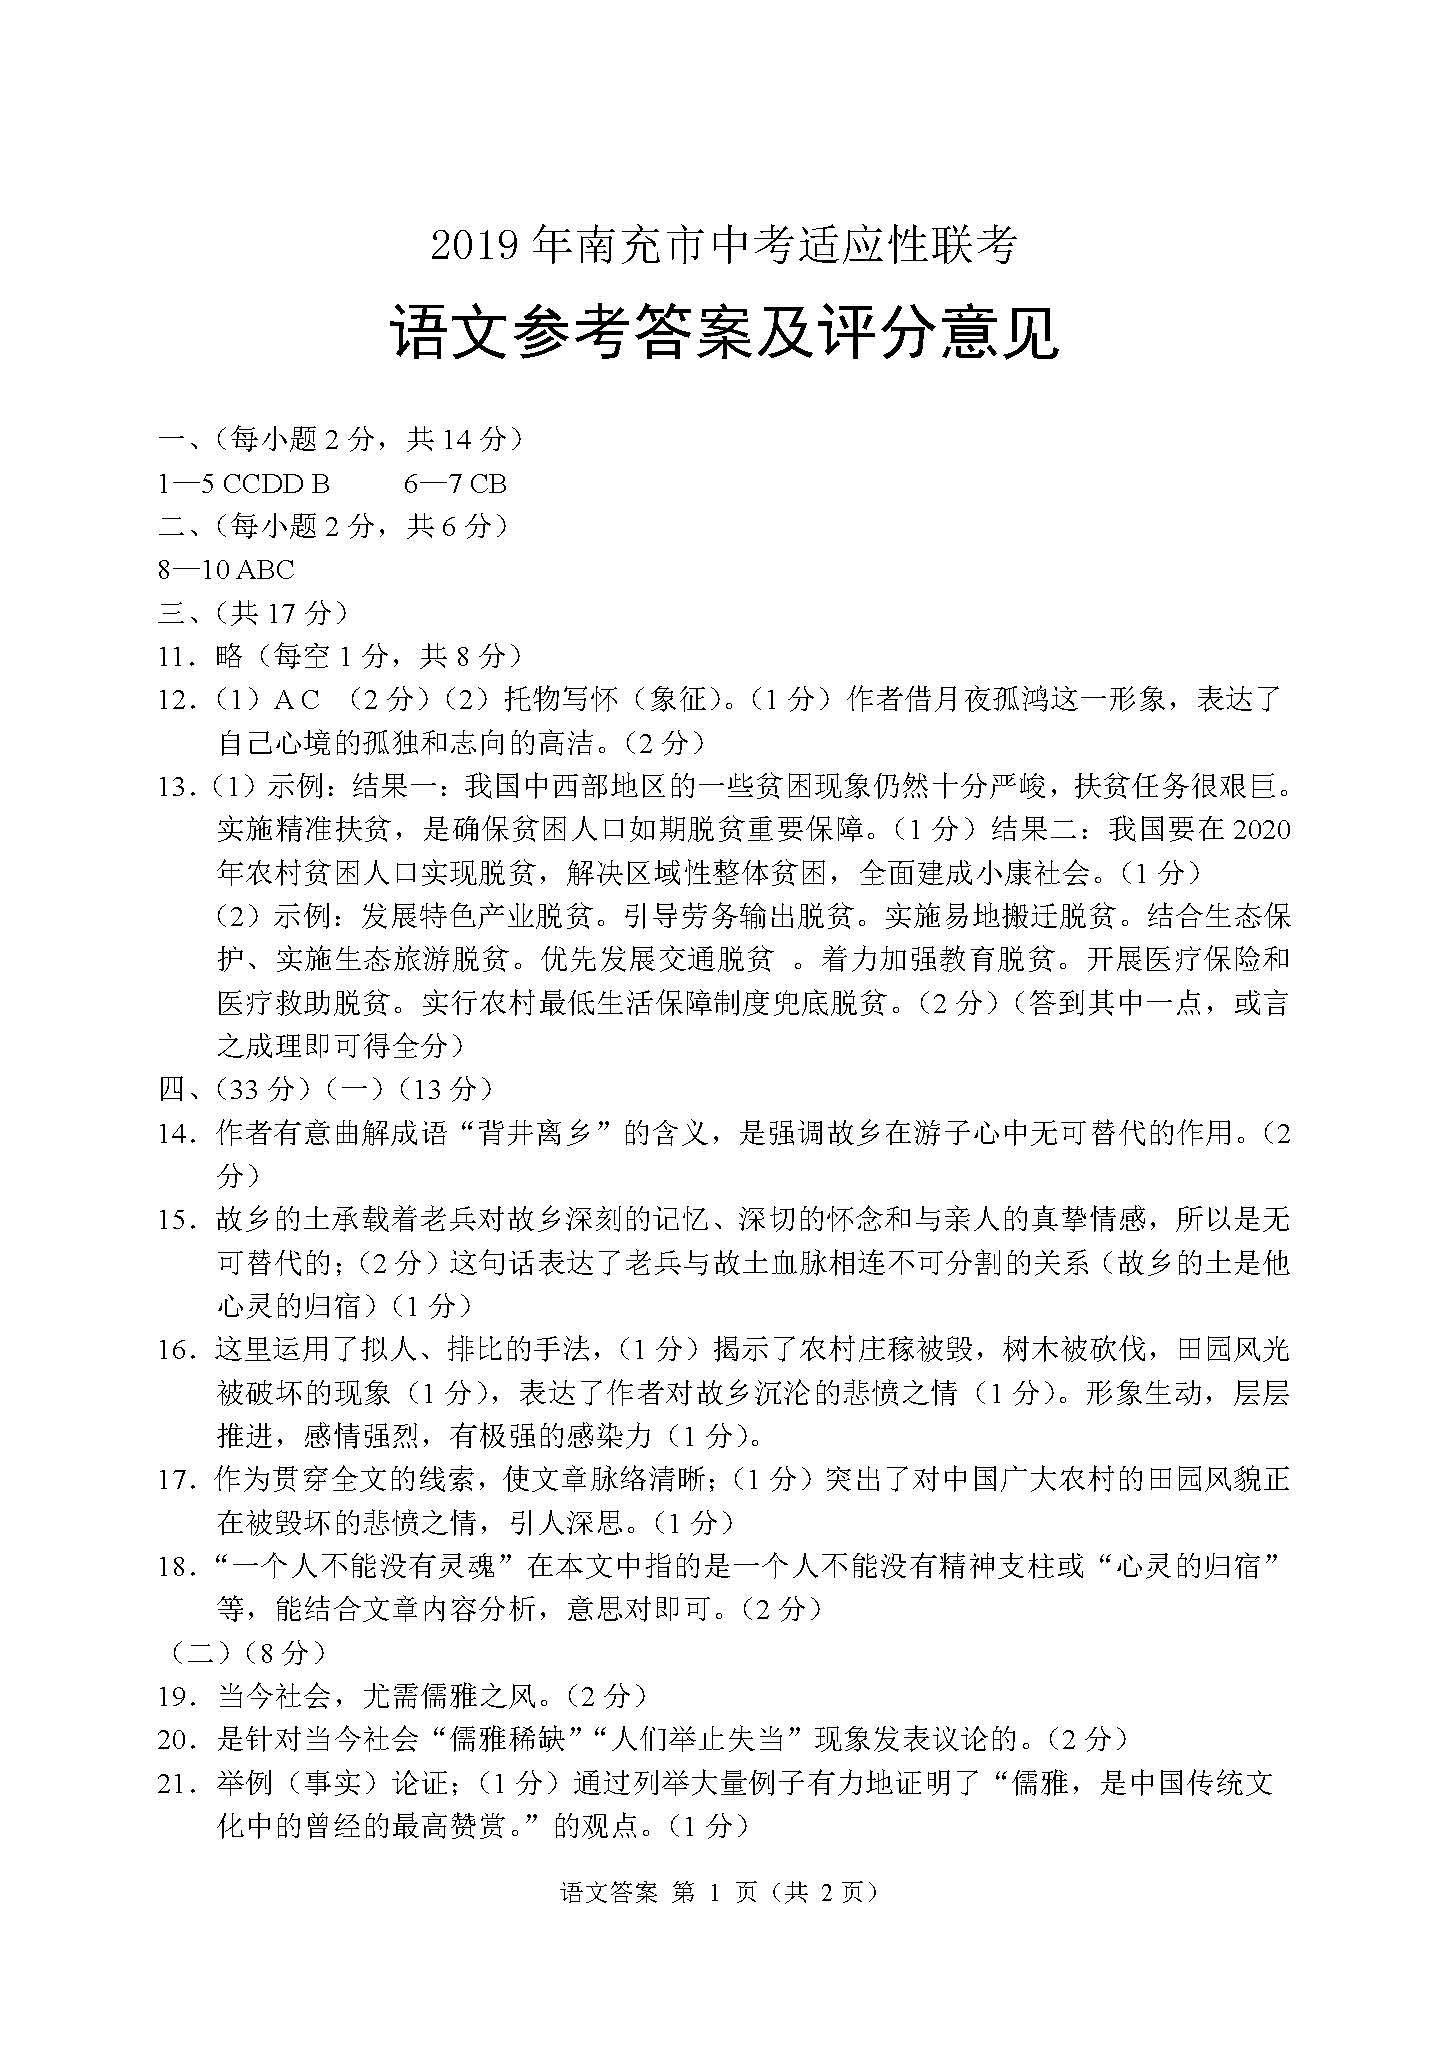 2019 年南充市中考适应性联考
语文参考答案及评分意见
一、（每小题 2 分，共 14 分）
1—5 CCDD B 6—7 CB
二、（每小题 2 分，共 6 分）
8—10 ABC
三、（共 17 分）
11．略（每空 1 分，共 8 分）
12．（1）A C （2 分）（2）托物写怀（象征）。（1 分）作者借月夜孤鸿这一形象，表达了
自己心境的孤独和志向的高洁。（2 分）
13．（1）示例：结果一：我国中西部地区的一些贫困现象仍然十分严峻，扶贫任务很艰巨。
实施精准扶贫，是确保贫困人口如期脱贫重要保障。（1 分）结果二：我国要在 2020
年农村贫困人口实现脱贫，解决区域性整体贫困，全面建成小康社会。（1 分）
（2）示例：发展特色产业脱贫。引导劳务输出脱贫。实施易地搬迁脱贫。结合生态保
护、实施生态旅游脱贫。优先发展交通脱贫 。着力加强教育脱贫。开展医疗保险和
医疗救助脱贫。实行农村最低生活保障制度兜底脱贫。（2 分）（答到其中一点，或言
之成理即可得全分）
四、（33 分）（一）（13 分）
14．作者有意曲解成语“背井离乡”的含义，是强调故乡在游子心中无可替代的作用。（2
分）
15．故乡的土承载着老兵对故乡深刻的记忆、深切的怀念和与亲人的真挚情感，所以是无
可替代的；（2 分）这句话表达了老兵与故土血脉相连不可分割的关系（故乡的土是他
心灵的归宿）（1 分）
16．这里运用了拟人、排比的手法，（1 分）揭示了农村庄稼被毁，树木被砍伐，田园风光
被破坏的现象（1 分），表达了作者对故乡沉沦的悲愤之情（1 分）。形象生动，层层
推进，感情强烈，有极强的感染力（1 分）。
17．作为贯穿全文的线索，使文章脉络清晰；（1 分）突出了对中国广大农村的田园风貌正
在被毁坏的悲愤之情，引人深思。（1 分）
18．“一个人不能没有灵魂”在本文中指的是一个人不能没有精神支柱或“心灵的归宿”
等，能结合文章内容分析，意思对即可。（2 分）
（二）（8 分）
19．当今社会，尤需儒雅之风。（2 分）
20．是针对当今社会“儒雅稀缺”“人们举止失当”现象发表议论的。（2 分）
21．举例（事实）论证；（1 分）通过列举大量例子有力地证明了“儒雅，是中国传统文
化中的曾经的最高赞赏。”的观点。（1 分）
语文答案 第 1 页（共 2 页）